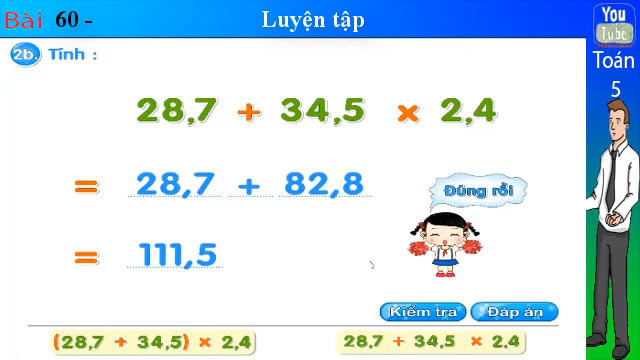 Bài 60 - Luyện tập
You
Tube
Toán
5
2b. Tính :
28,7 + 34,5 x 2,4
= 28,7 + 82,8
Đúng rồi
= 111,5
Kiểm tra Đáp án
(28,7 + 34,5) x 2,4 28,7 + 34,5 x 2,4